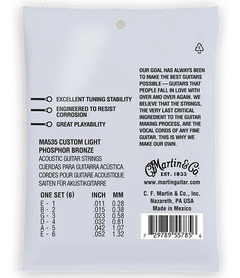 OUR GOAL HAS ALWAYS BEEN
TO MAKE THE BEST GUITARS
POSSIBLE — GUITARS THAT
PEOPLE FALL IN LOVE WITH
OVER AND OVER AGAIN. WE
BELIEVE THAT THE STRINGS,
THE VERY LAST CRITICAL
INGREDIENT TO THE GUITAR
MAKING PROCESS, ARE THE
VOCAL CORDS OF ANY FINE
GUITAR. THIS IS WHY WE
MAKE OUR OWN.
EXCELLENT TUNING STABILITY
ENGINEERED TO RESIST
CORROSION
GREAT PLAYABILITY
MA535 CUSTOM LIGHT
PHOSPHOR BRONZE
ACOUSTIC GUITAR STRINGS
CORDAS PARA GUITARRA ACÚSTICA
CORDES POUR GUITARE ACOUSTIQUE
SAITEN FÜR AKUSTIKGITARRE
ONE SET (6) INCH MM
E - 1 .011 0.28
B - 2 .015 0.38
G - 3 .023 0.58
D - 4 .032 0.81
A - 5 .042 1.07
E - 6 .052 1.32
C.F. Martin & Co.
EST. 1833
www.martinguitar.com
C. F. Martin & Co., Inc.
Nazareth, PA USA
Made in Mexico
7 29789 55785 4